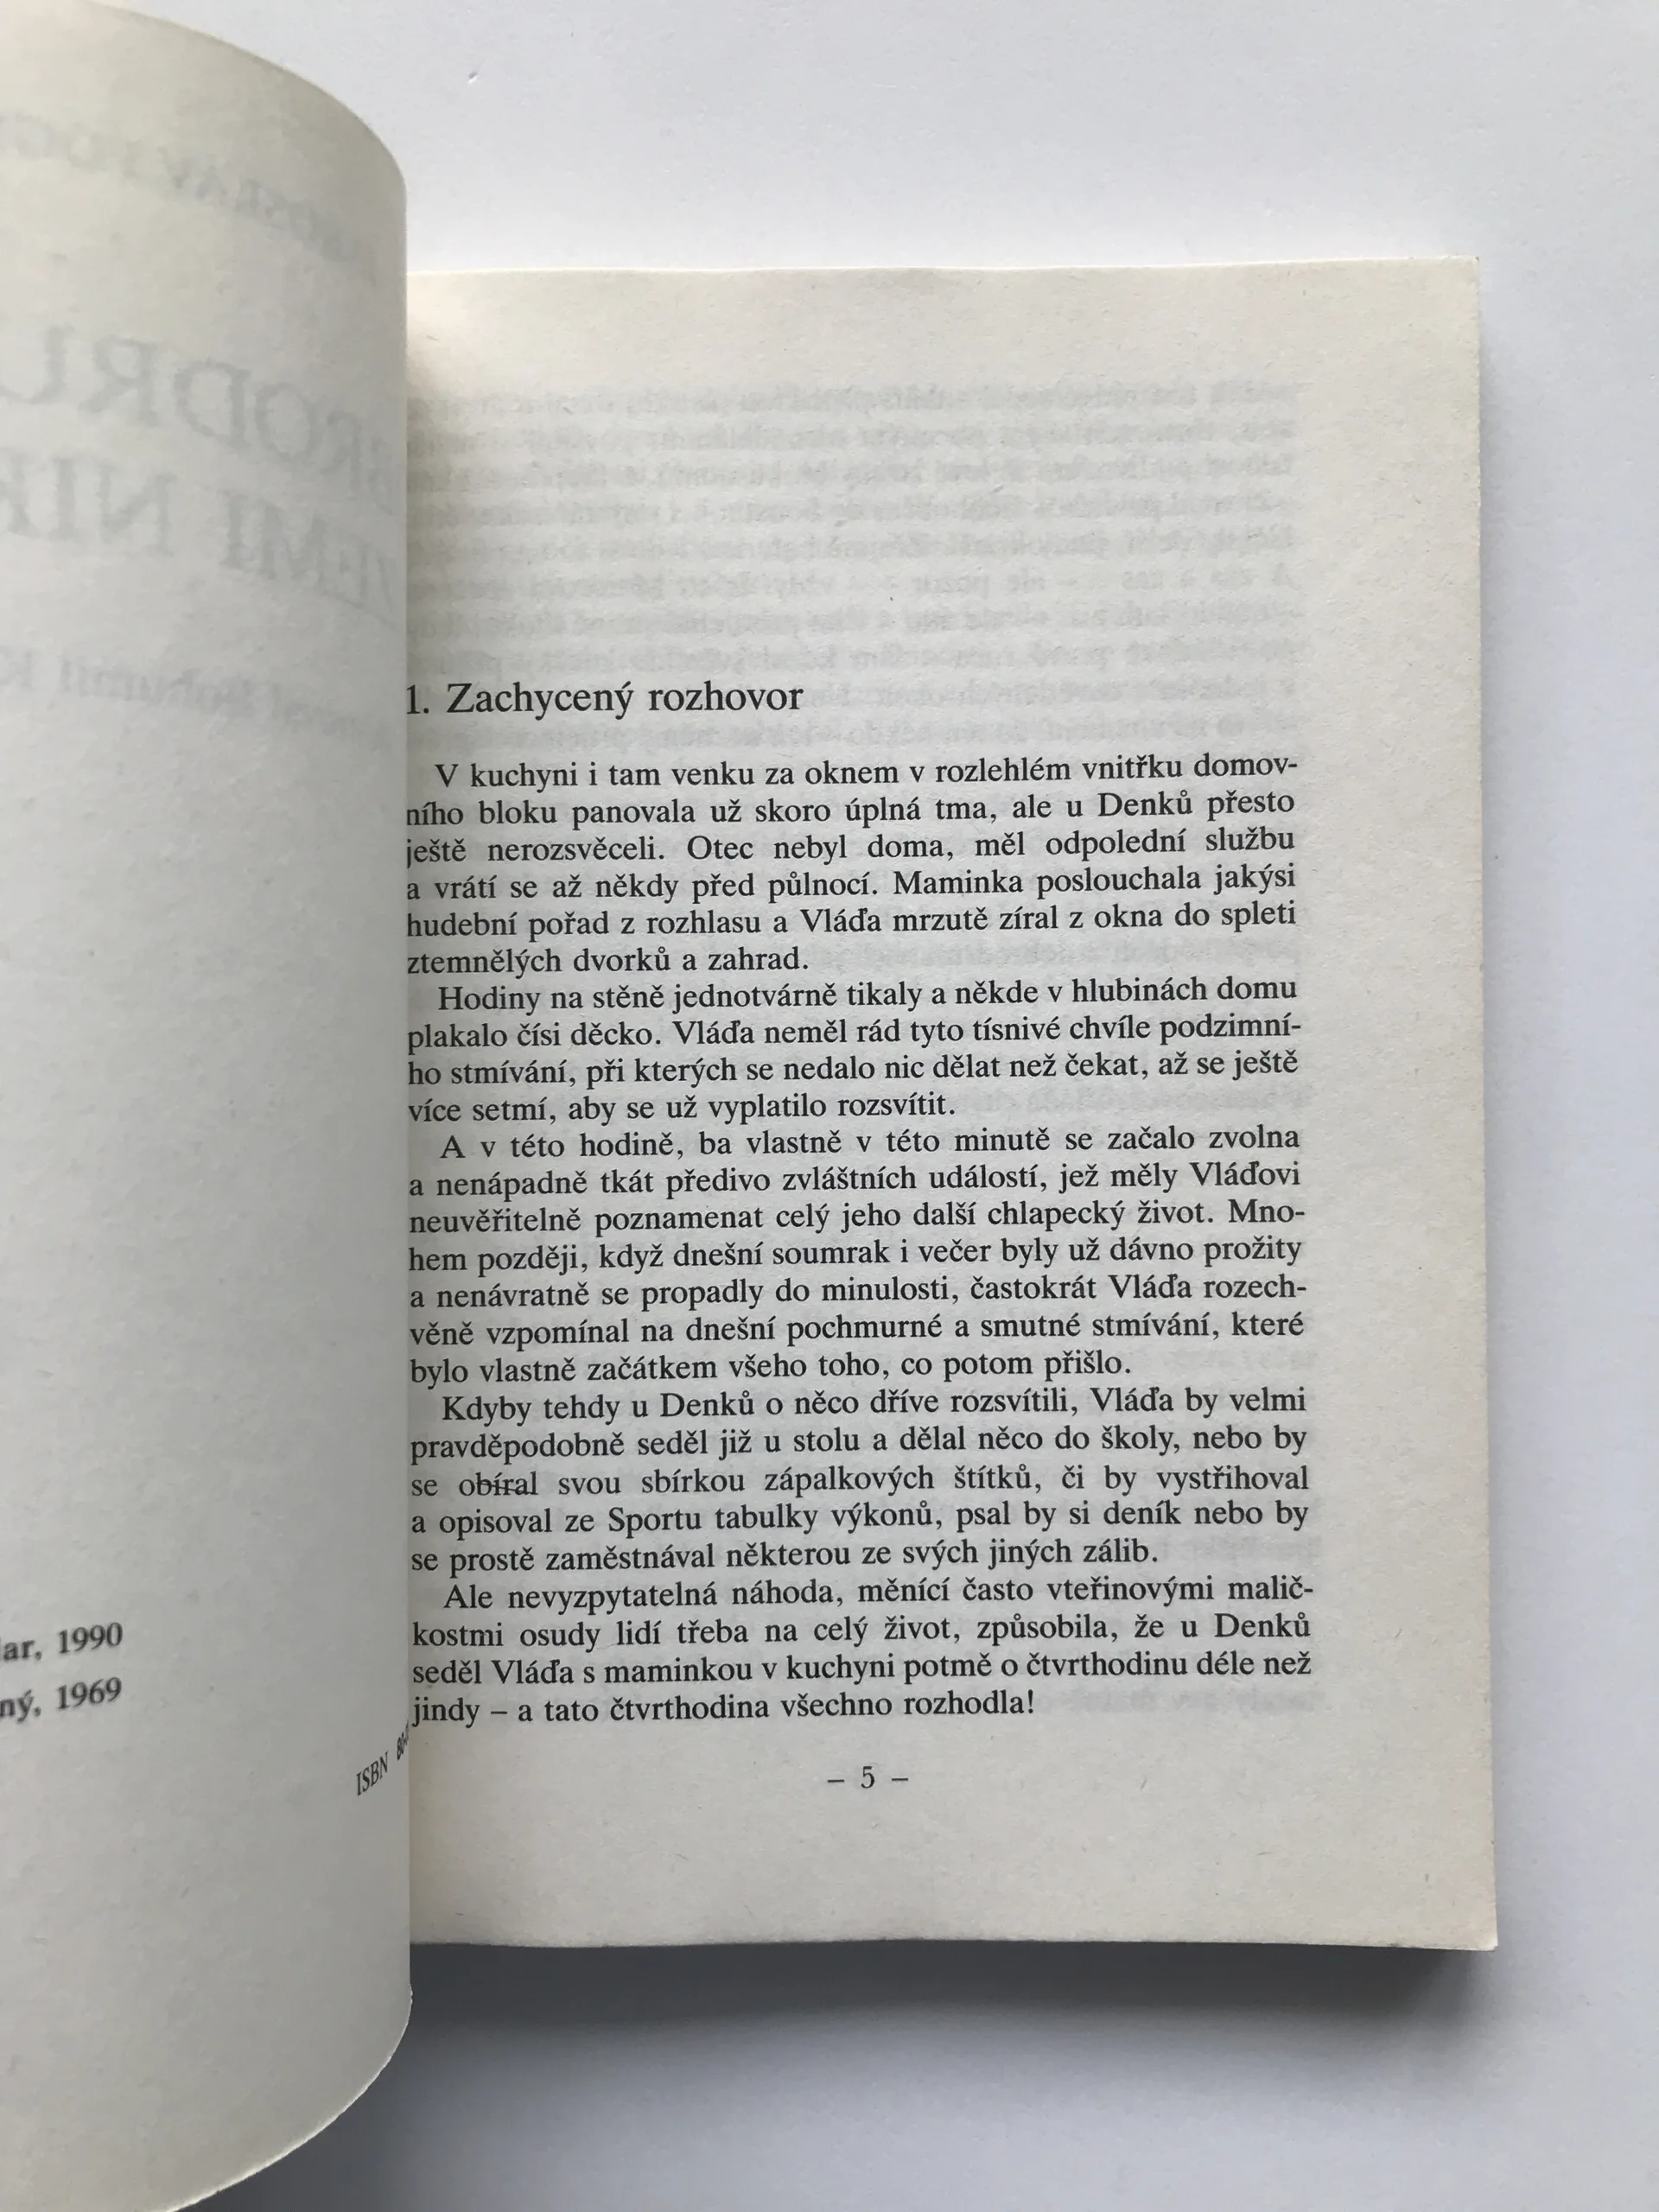 lar, 1990
ný, 1969
ISBN 80-
1. Zachycený rozhovor
V kuchyni i tam venku za oknem v rozlehlém vnitřku domov-
ního bloku panovala už skoro úplná tma, ale u Denků přesto
ještě nerozsvěceli. Otec nebyl doma, měl odpolední službu
a vrátí se až někdy před půlnocí. Maminka poslouchala jakýsi
hudební pořad z rozhlasu a Vláďa mrzutě zíral z okna do spleti
ztemnělých dvorků a zahrad.
Hodiny na stěně jednotvárně tikaly a někde v hlubinách domu
plakalo čísi děcko. Vláďa neměl rád tyto tísnivé chvíle podzimní-
ho stmívání, při kterých se nedalo nic dělat než čekat, až se ještě
více setmí, aby se už vyplatilo rozsvítit.
A v této hodině, ba vlastně v této minutě se začalo zvolna
a nenápadně tkát předivo zvláštních událostí, jež měly Vláďovi
neuvěřitelně poznamenat celý jeho další chlapecký život. Mno-
hem později, když dnešní soumrak i večer byly už dávno prožity
a nenávratně se propadly do minulosti, častokrát Vláďa rozech-
věně vzpomínal na dnešní pochmurné a smutné stmívání, které
bylo vlastně začátkem všeho toho, co potom přišlo.
Kdyby tehdy u Denků o něco dříve rozsvítili, Vláďa by velmi
pravděpodobně seděl již u stolu a dělal něco do školy, nebo by
se obíral svou sbírkou zápalkových štítků, či by vystřihoval
a opisoval ze Sportu tabulky výkonů, psal by si deník nebo by
se prostě zaměstnával některou ze svých jiných zálib.
Ale nevyzpytatelná náhoda, měnící často vteřinovými malič-
kostmi osudy lidí třeba na celý život, způsobila, že u Denků
seděl Vláďa s maminkou v kuchyni potmě o čtvrthodinu déle než
jindy – a tato čtvrthodina všechno rozhodla!
– 5 –